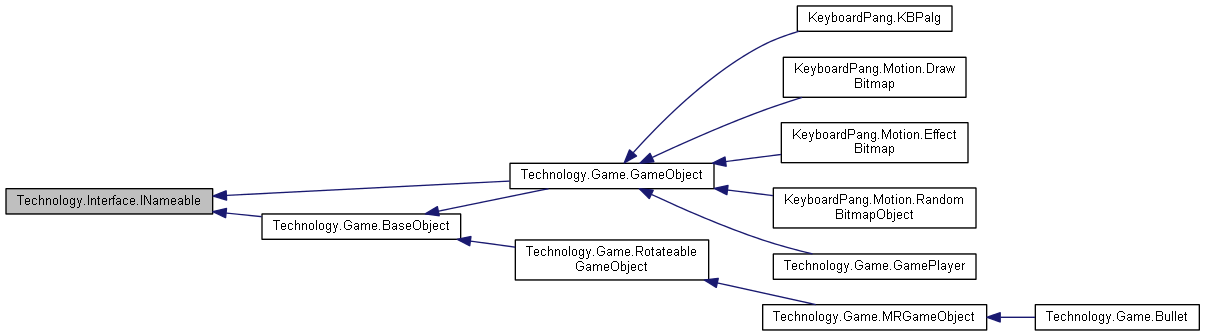 KeyboardPang.KBPalg
KeyboardPang.Motion.Draw
Bitmap
KeyboardPang.Motion.Effect
Bitmap
Technology.Game.GameObject
Technology.Interface.INameable
KeyboardPang.Motion.Random
BitmapObject
Technology.Game.BaseObject
Technology.Game.Rotateable
GameObject
Technology.Game.GamePlayer
Technology.Game.MRGameObject
Technology.Game.Bullet